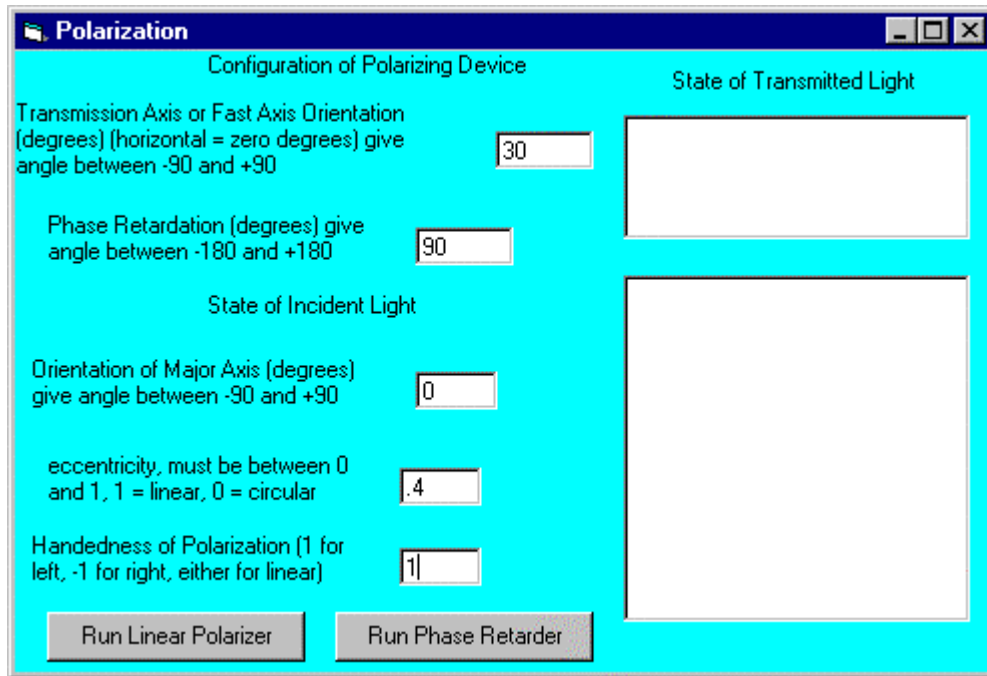 Polarization
Configuration of Polarizing Device
Transmission Axis or Fast Axis Orientation
(degrees) (horizontal = zero degrees) give
angle between -90 and +90
30
Phase Retardation (degrees) give
angle between -180 and +180
90
State of Incident Light
Orientation of Major Axis (degrees)
give angle between -90 and +90
0
eccentricity, must be between 0
and 1, 1 = linear, 0 = circular
.4
Handedness of Polarization (1 for
left, -1 for right, either for linear)
1
Run Linear Polarizer
Run Phase Retarder
State of Transmitted Light